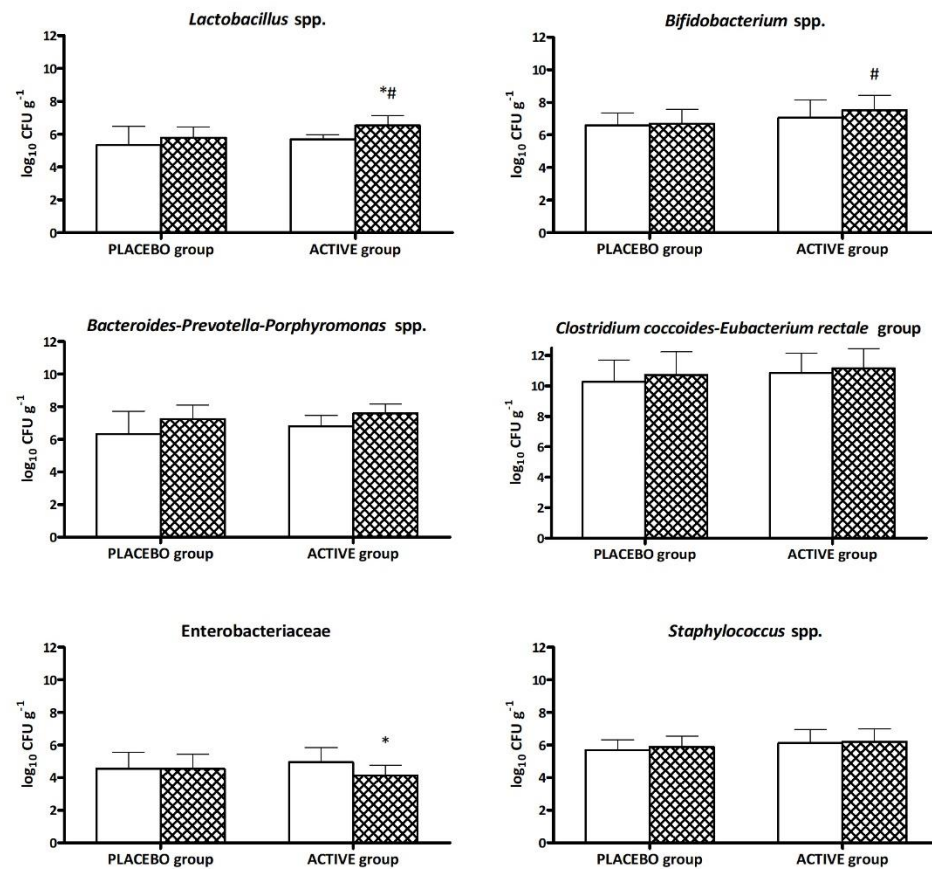 Lactobacillus spp.
12
10
8
6
4
2
0
log₁₀ CFU g⁻¹
*#
PLACEBO group
ACTIVE group
Bifidobacterium spp.
12
10
8
6
4
2
0
log₁₀ CFU g⁻¹
#
PLACEBO group
ACTIVE group
Bacteroides-Prevotella-Porphyromonas spp.
12
10
8
6
4
2
0
log₁₀ CFU g⁻¹
PLACEBO group
ACTIVE group
Clostridium coccoides-Eubacterium rectale group
12
10
8
6
4
2
0
log₁₀ CFU g⁻¹
PLACEBO group
ACTIVE group
Enterobacteriaceae
12
10
8
6
4
2
0
log₁₀ CFU g⁻¹
*
PLACEBO group
ACTIVE group
Staphylococcus spp.
12
10
8
6
4
2
0
log₁₀ CFU g⁻¹
PLACEBO group
ACTIVE group